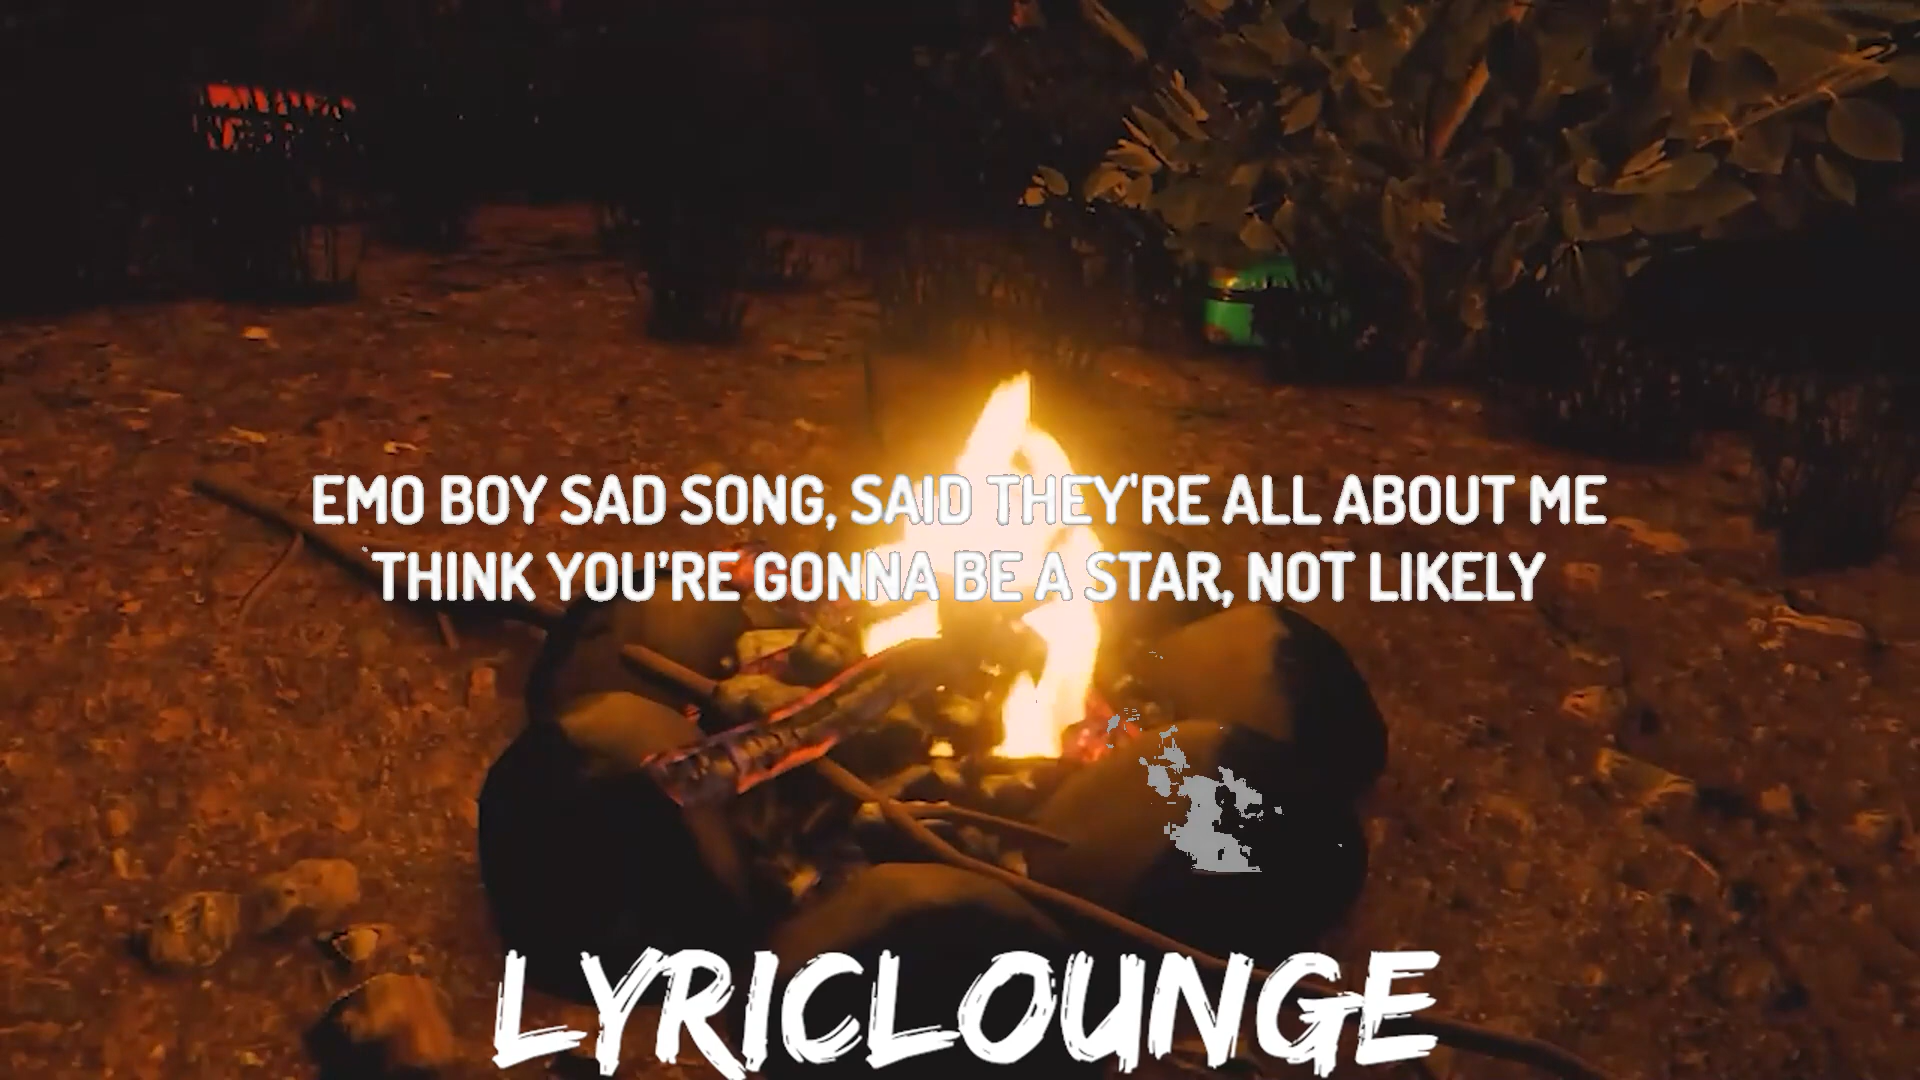 EMO BOY SAD SONG, SAID THEY'RE ALL ABOUT ME
THINK YOU’RE GONNA BE A STAR, NOT LIKELY
LYRICLOUNGE